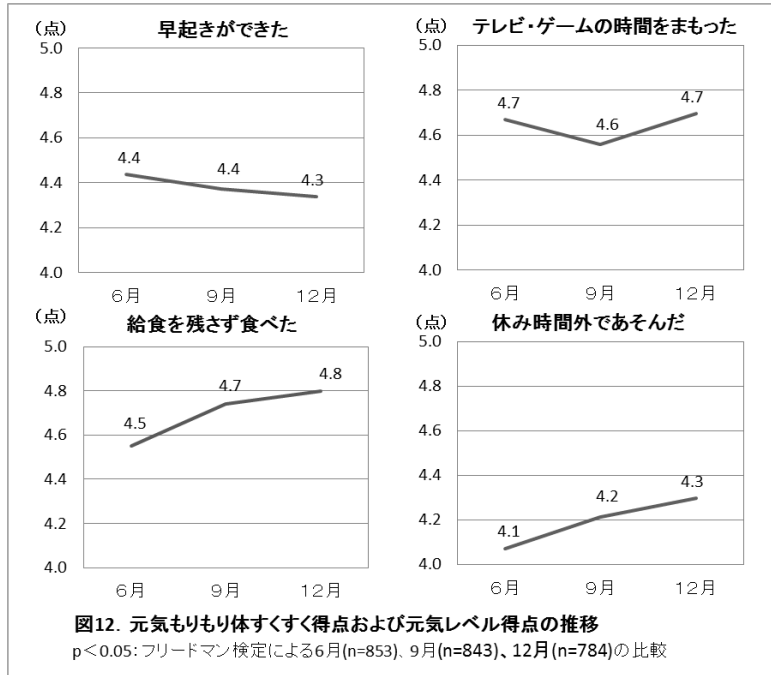 (点)
早起きができた
5.0
4.8
4.6
4.4
4.2
4.0
4.4
4.4
4.3
6月 9月 12月
(点)
テレビ・ゲームの時間をまもった
5.0
4.8
4.6
4.4
4.2
4.0
4.7
4.6
4.7
6月 9月 12月
(点)
給食を残さず食べた
5.0
4.8
4.6
4.4
4.2
4.0
4.5
4.7
4.8
6月 9月 12月
(点)
休み時間外であそんだ
5.0
4.8
4.6
4.4
4.2
4.0
4.1
4.2
4.3
6月 9月 12月
図12. 元気もりもり体すくすく得点および元気レベル得点の推移
p<0.05:フリードマン検定による6月(n=853)、9月(n=843)、12月(n=784)の比較